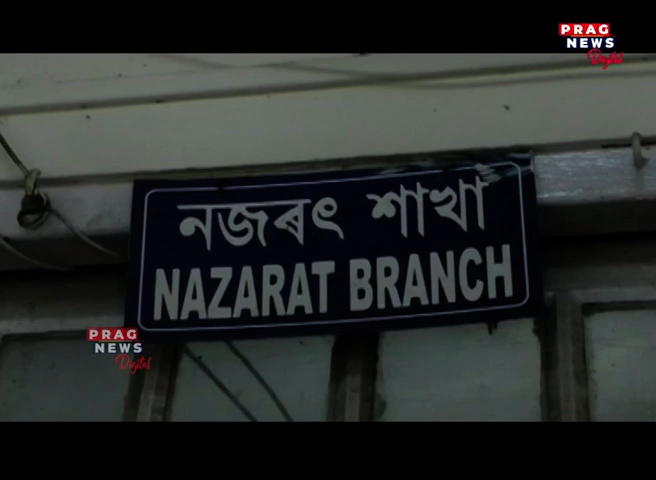 PRAG
NEWS
Digital
নজৰৎ শাখা
NAZARAT BRANCH
PRAG
NEWS
Digital